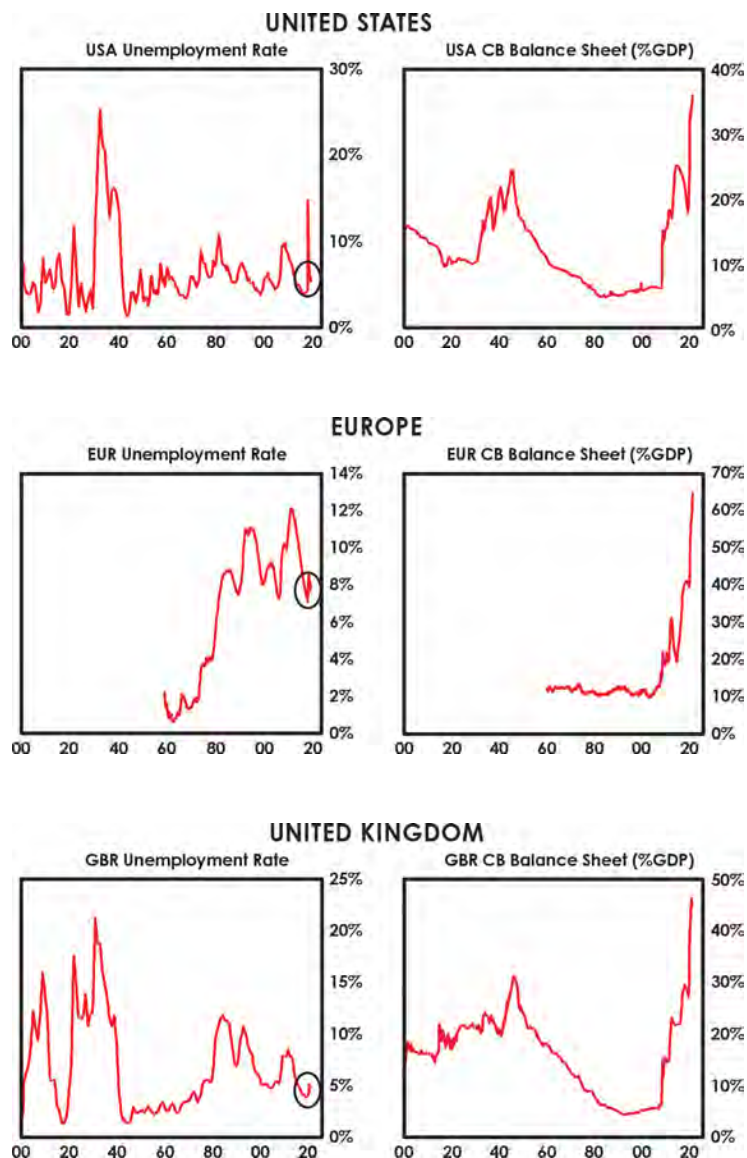 UNITED STATES
USA Unemployment Rate
30%
20%
10%
0%
00 20 40 60 80 00 20
USA CB Balance Sheet (%GDP)
40%
30%
20%
10%
0%
00 20 40 60 80 00 20
EUROPE
EUR Unemployment Rate
14%
12%
10%
8%
6%
4%
2%
0%
00 20 40 60 80 00 20
EUR CB Balance Sheet (%GDP)
70%
60%
50%
40%
30%
20%
10%
0%
00 20 40 60 80 00 20
UNITED KINGDOM
GBR Unemployment Rate
25%
20%
15%
10%
5%
0%
00 20 40 60 80 00 20
GBR CB Balance Sheet (%GDP)
50%
40%
30%
20%
10%
0%
00 20 40 60 80 00 20